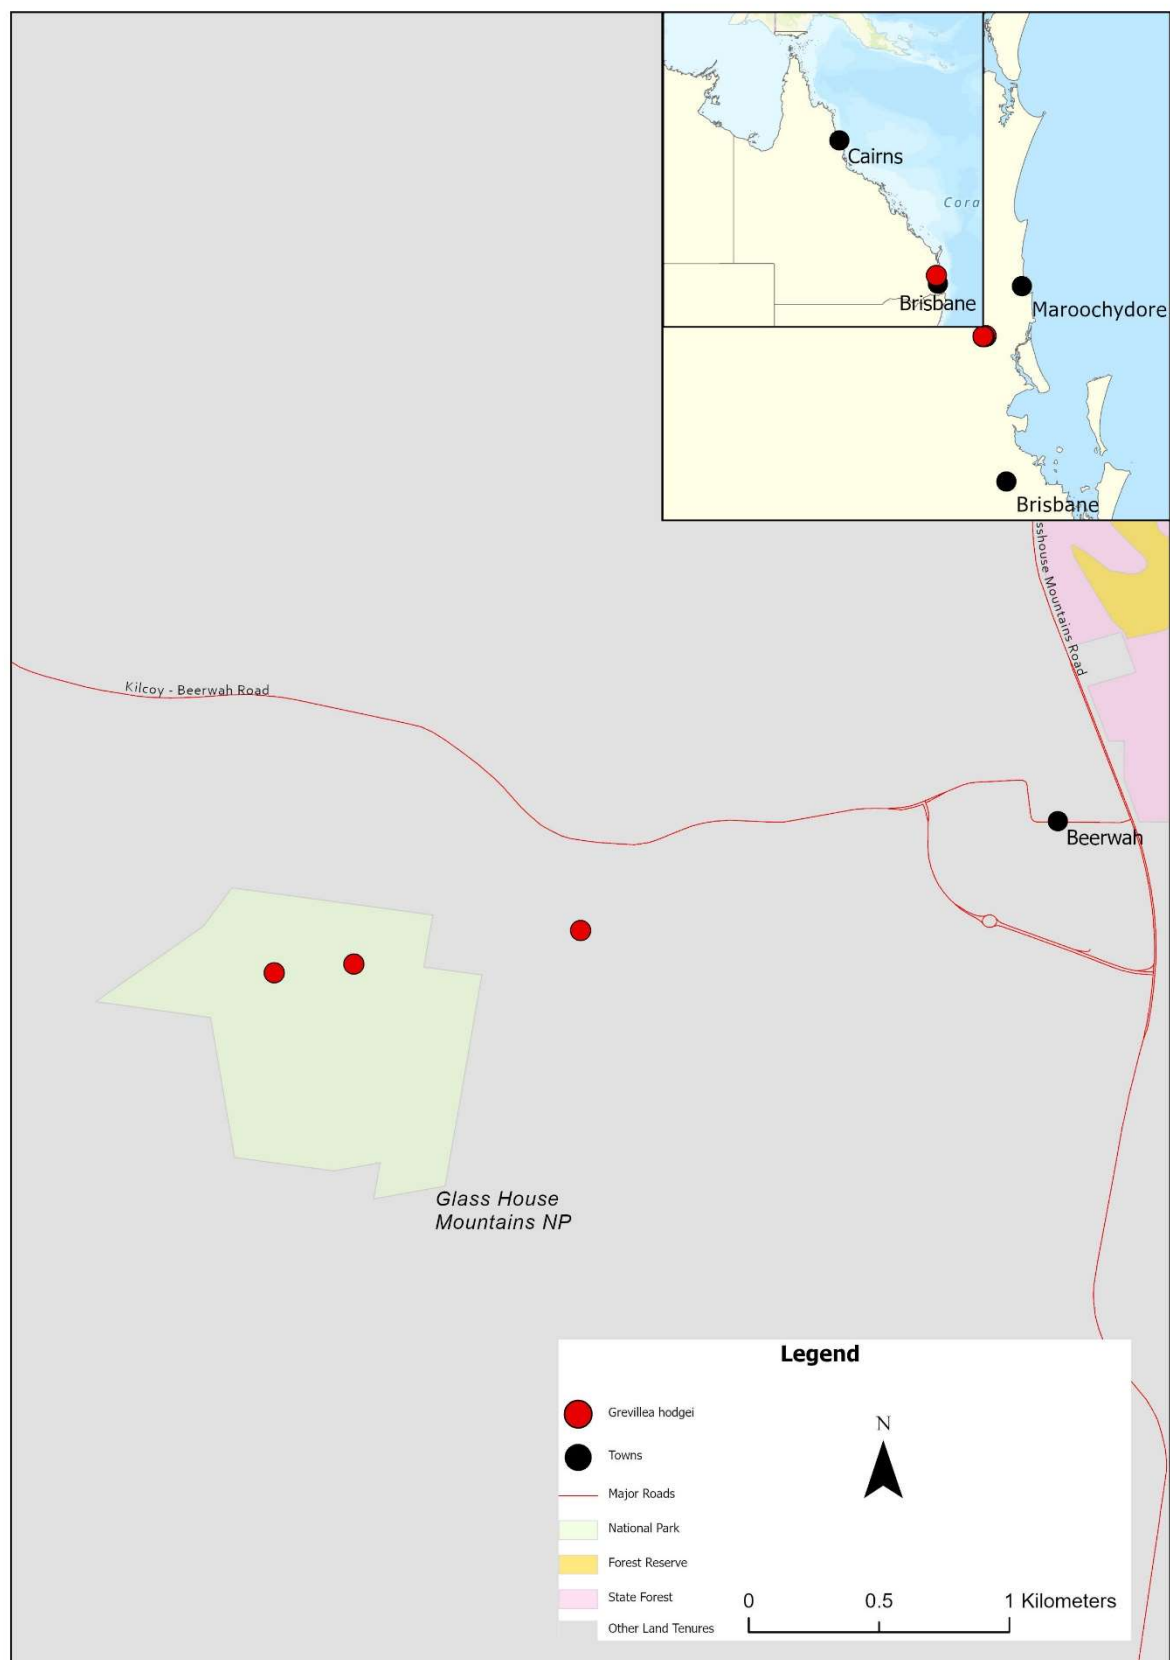 Cairns
Cora
Brisbane
Maroochydore
Brisbane
sshouse Mountains Road
Kilcoy - Beerwah Road
Beerwah
Glass House
Mountains NP
Legend
Grevillea hodgei
Towns
Major Roads
National Park
Forest Reserve
State Forest
Other Land Tenures
N
0 0.5 1 Kilometers